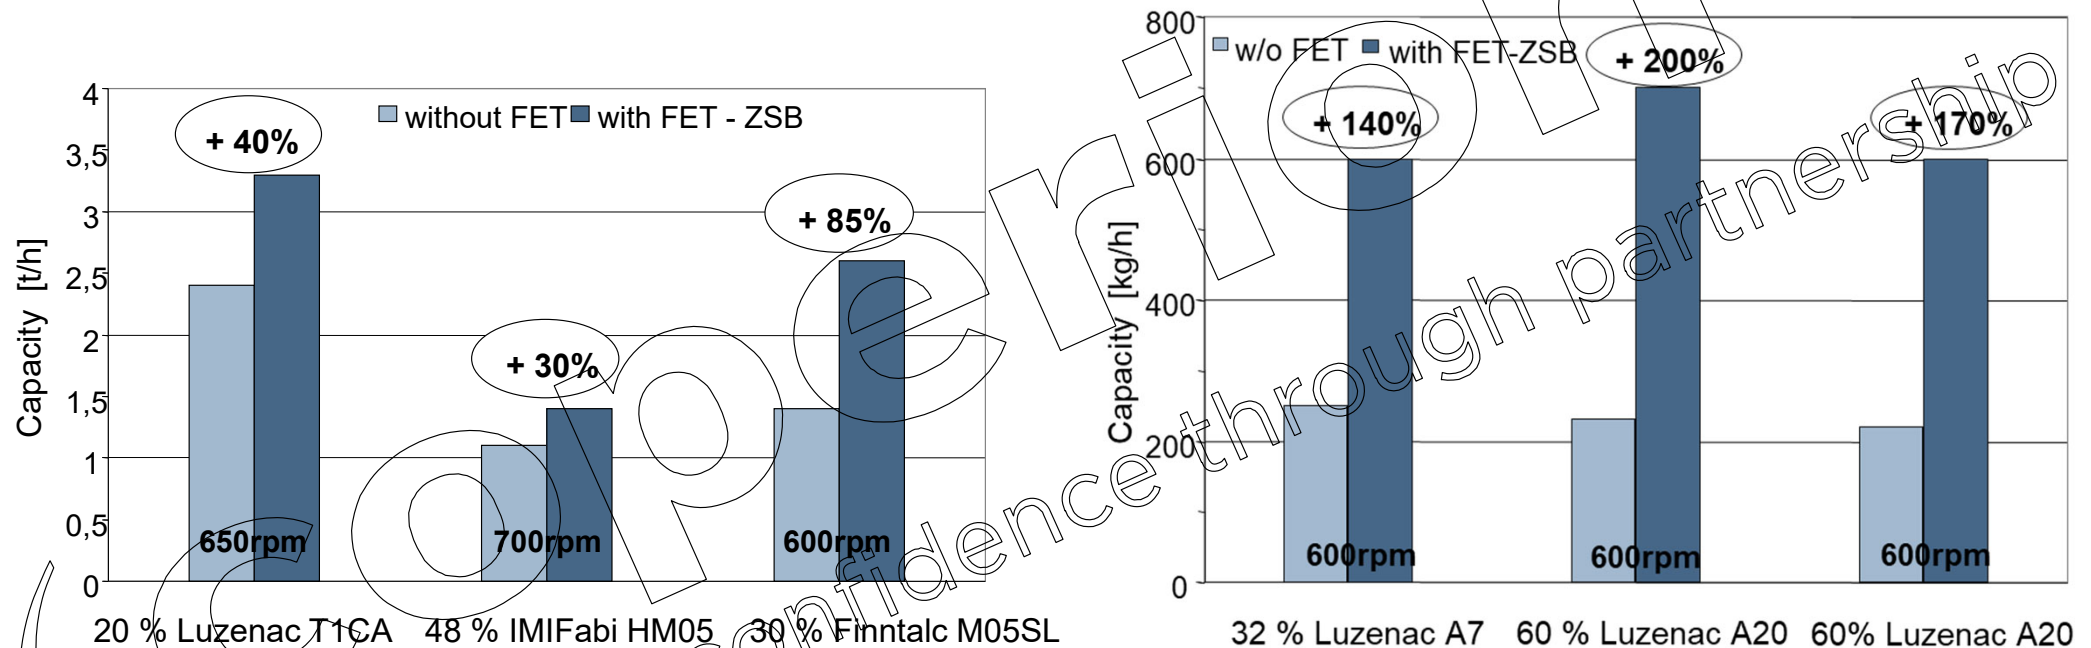 4
3,5
3
2,5
2
1,5
1
0,5
0
Capacity [t/h]
without FET with FET - ZSB
+ 40%
+ 30%
+ 85%
650rpm
700rpm
600rpm
20 % Luzenac T1CA
48 % IMIFabi HM05
30 % Finntalc M05SL
800
600
400
200
0
Capacity [kg/h]
w/o FET with FET-ZSB
+ 140%
+ 200%
+ 170%
600rpm
600rpm
600rpm
32 % Luzenac A7
60 % Luzenac A20
60% Luzenac A20
coperion
confidence through partnership